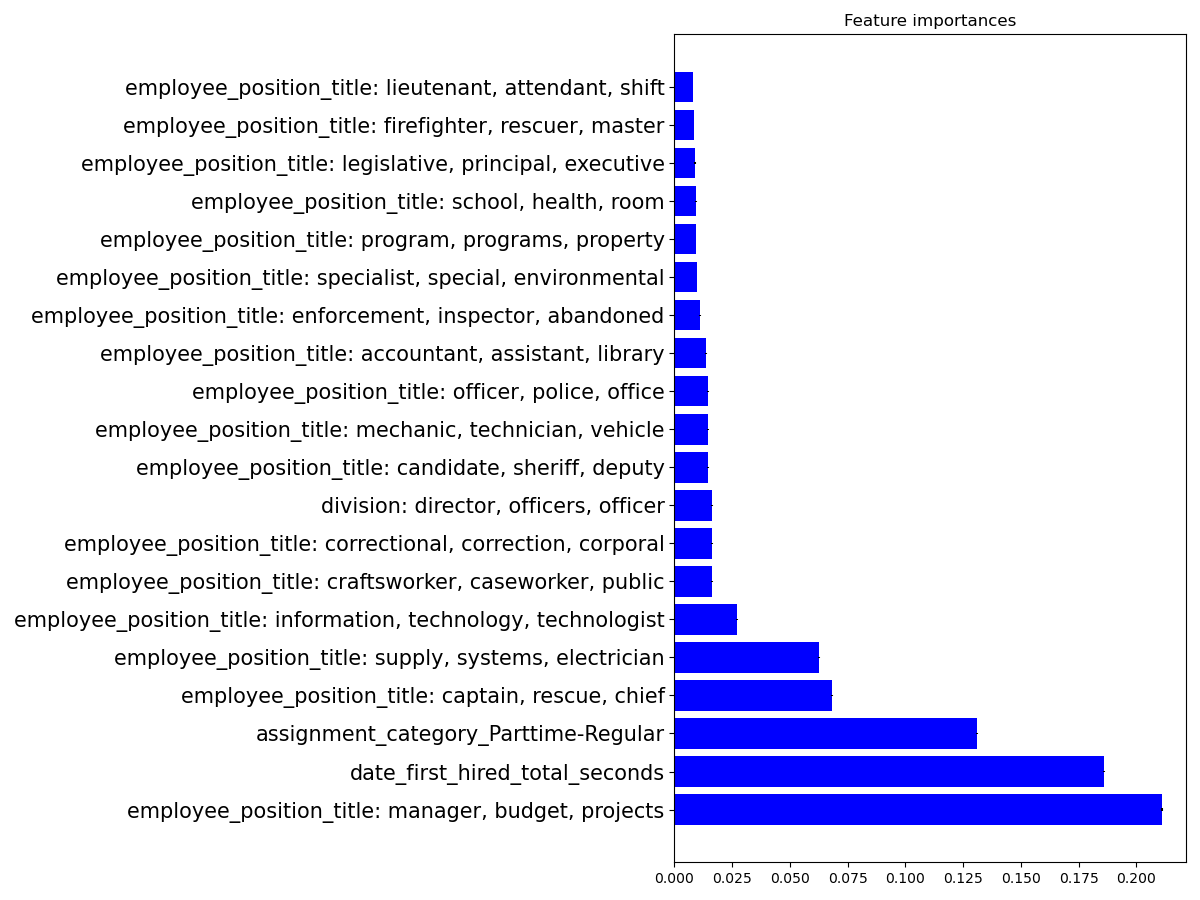 Feature importances
employee_position_title: lieutenant, attendant, shift
employee_position_title: firefighter, rescuer, master
employee_position_title: legislative, principal, executive
employee_position_title: school, health, room
employee_position_title: program, programs, property
employee_position_title: specialist, special, environmental
employee_position_title: enforcement, inspector, abandoned
employee_position_title: accountant, assistant, library
employee_position_title: officer, police, office
employee_position_title: mechanic, technician, vehicle
employee_position_title: candidate, sheriff, deputy
division: director, officers, officer
employee_position_title: correctional, correction, corporal
employee_position_title: craftsworker, caseworker, public
employee_position_title: information, technology, technologist
employee_position_title: supply, systems, electrician
employee_position_title: captain, rescue, chief
assignment_category_Parttime-Regular
date_first_hired_total_seconds
employee_position_title: manager, budget, projects
0.000 0.025 0.050 0.075 0.100 0.125 0.150 0.175 0.200